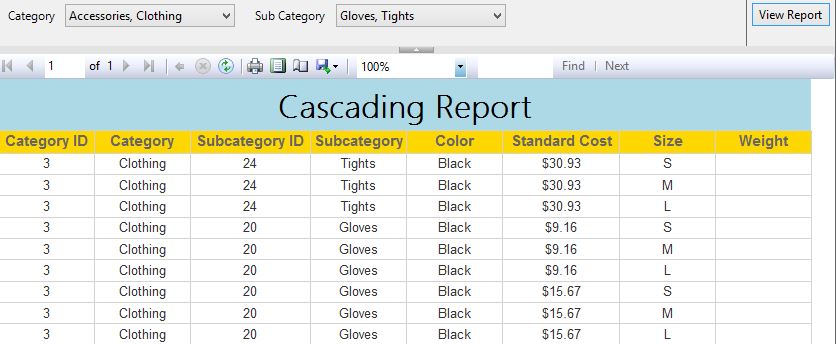 Category Accessories, Clothing Sub Category Gloves, Tights View Report
1 of 1 100% Find | Next
Cascading Report
Category ID Category Subcategory ID Subcategory Color Standard Cost Size Weight
3 Clothing 24 Tights Black $30.93 S
3 Clothing 24 Tights Black $30.93 M
3 Clothing 24 Tights Black $30.93 L
3 Clothing 20 Gloves Black $9.16 S
3 Clothing 20 Gloves Black $9.16 M
3 Clothing 20 Gloves Black $9.16 L
3 Clothing 20 Gloves Black $15.67 S
3 Clothing 20 Gloves Black $15.67 M
3 Clothing 20 Gloves Black $15.67 L